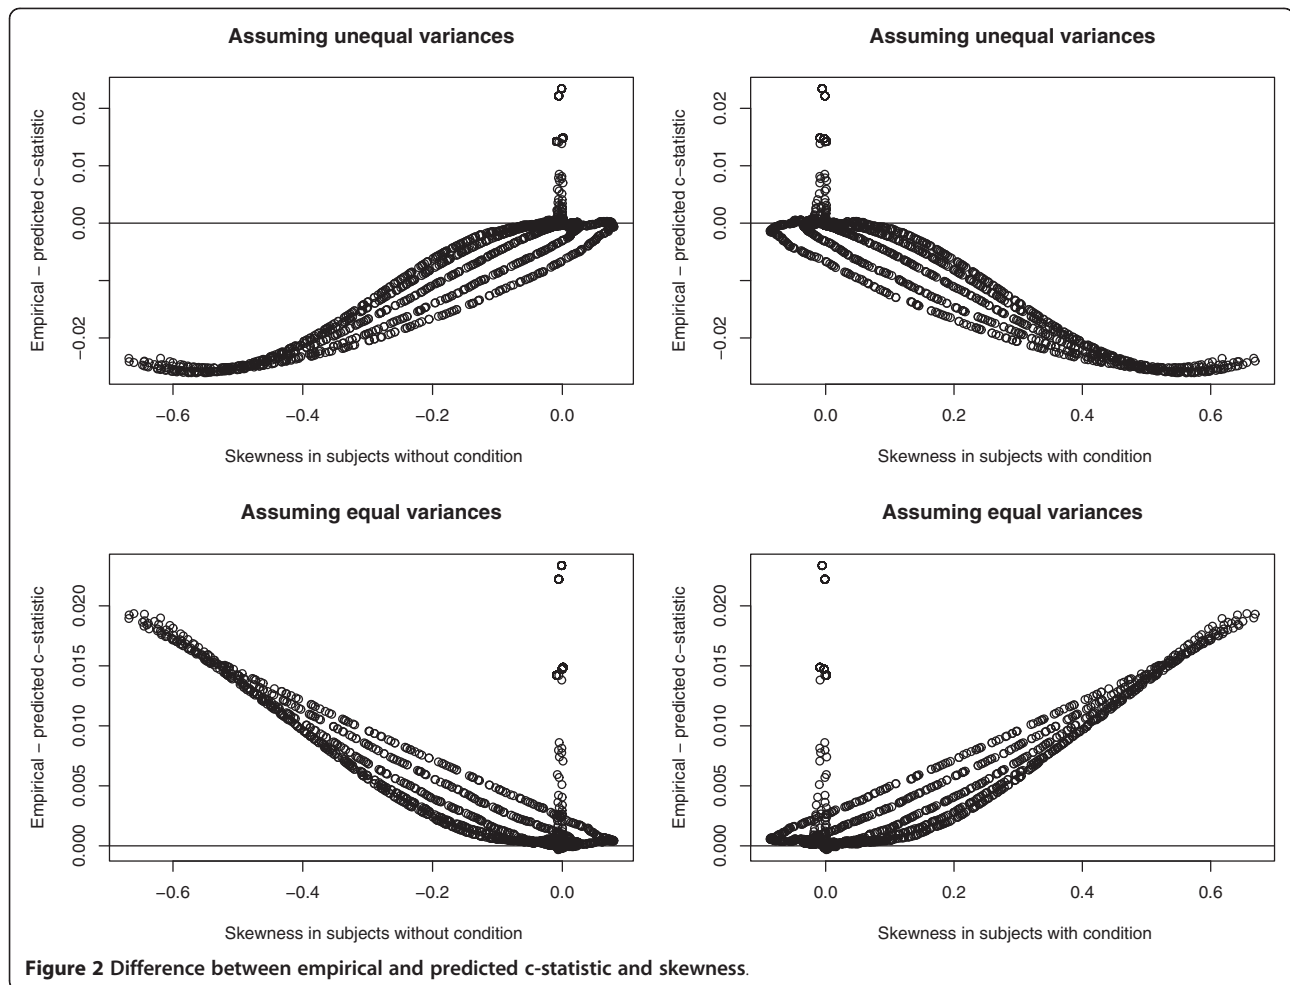 Assuming unequal variances
Empirical − predicted c−statistic
0.02
0.01
0.00
−0.02
−0.6
−0.4
−0.2
0.0
Skewness in subjects without condition
Assuming unequal variances
Empirical − predicted c−statistic
0.02
0.01
0.00
−0.02
0.0
0.2
0.4
0.6
Skewness in subjects with condition
Assuming equal variances
Empirical − predicted c−statistic
0.020
0.015
0.010
0.005
0.000
−0.6
−0.4
−0.2
0.0
Skewness in subjects without condition
Assuming equal variances
Empirical − predicted c−statistic
0.020
0.015
0.010
0.005
0.000
0.0
0.2
0.4
0.6
Skewness in subjects with condition
Figure 2 Difference between empirical and predicted c-statistic and skewness.